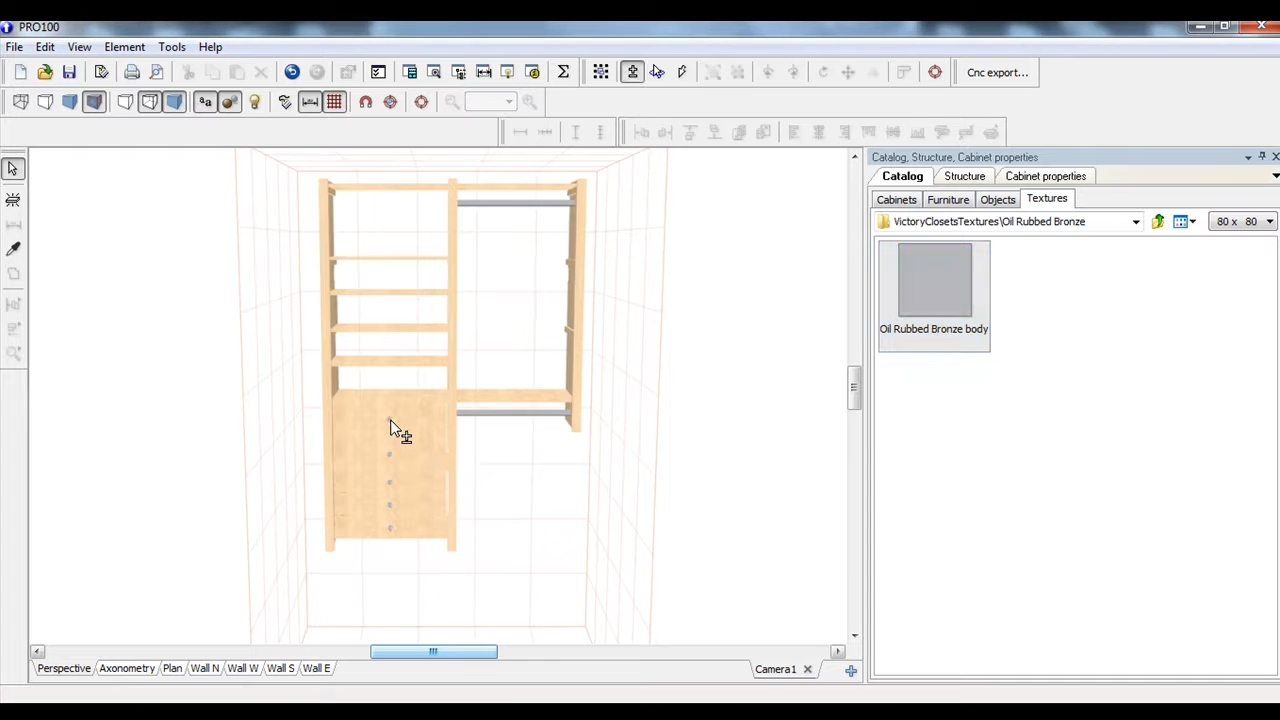 PRO100
File Edit View Element Tools Help
Cnc export...
aa
Catalog, Structure, Cabinet properties
Catalog Structure Cabinet properties
Cabinets Furniture Objects Textures
VictoryClosetsTextures\Oil Rubbed Bronze 80 x 80
Oil Rubbed Bronze body
Perspective Axonometry Plan Wall N Wall W Wall S Wall E Camera1